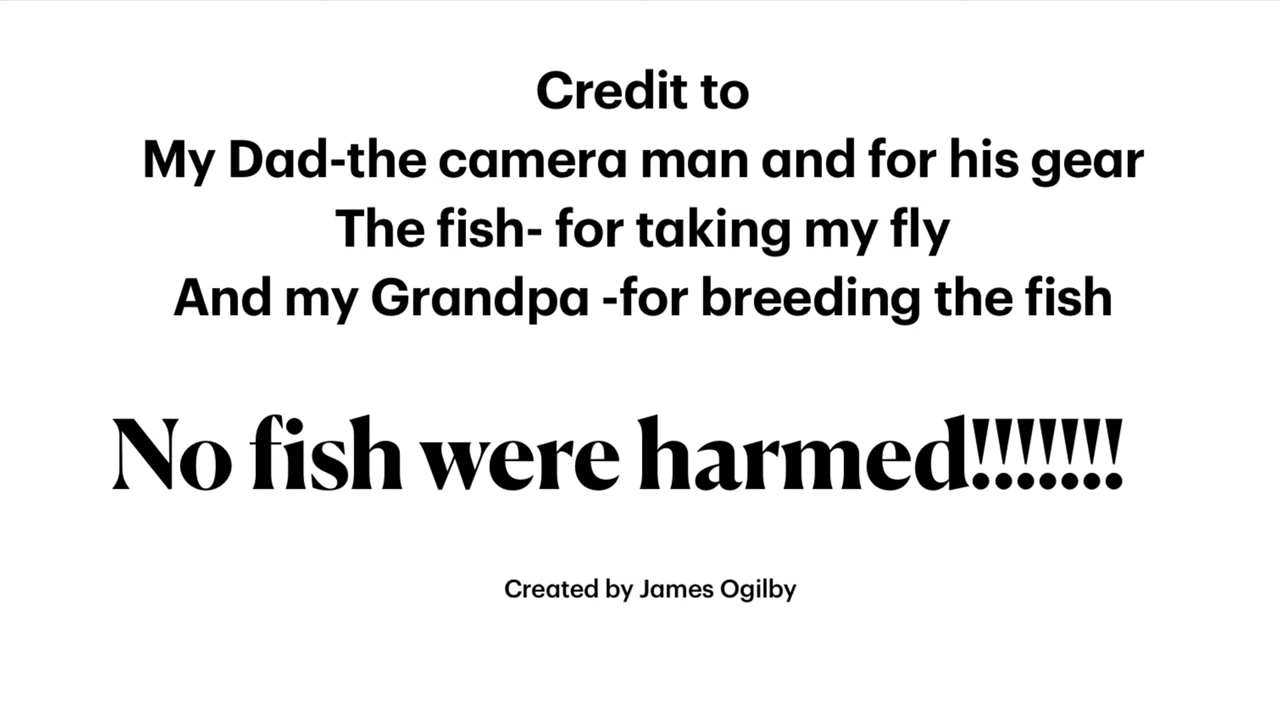 Credit to
My Dad-the camera man and for his gear
The fish- for taking my fly
And my Grandpa -for breeding the fish
No fish were harmed!!!!!!!
Created by James Ogilby